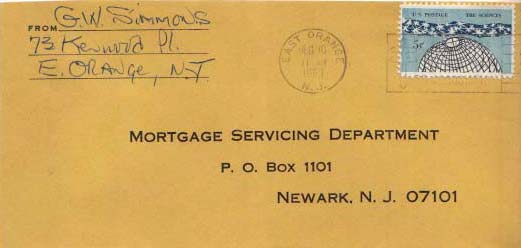 FROM G.W. Simmons
73 Kenwood Pl.
E. ORANGE, N.J
U.S. POSTAGE THE SCIENCES
5c
EAST ORANGE
N.J.
MORTGAGE SERVICING DEPARTMENT
P. O. Box 1101
NEWARK, N. J. 07101